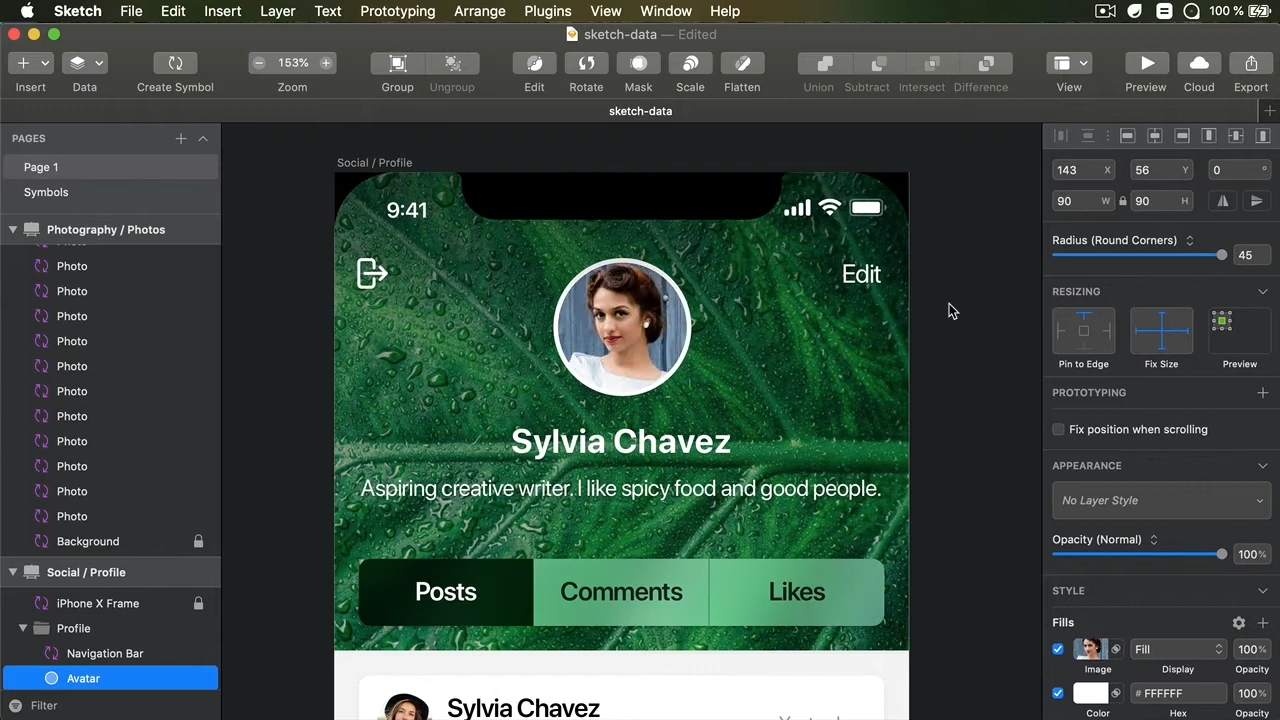 Sketch File Edit Insert Layer Text Prototyping Arrange Plugins View Window Help 100 %
sketch-data — Edited
153%
Insert Data Create Symbol Zoom Group Ungroup Edit Rotate Mask Scale Flatten Union Subtract Intersect Difference View Preview Cloud Export
sketch-data
PAGES
Page 1
Symbols
Photography / Photos
Photo
Photo
Photo
Photo
Photo
Photo
Photo
Photo
Photo
Photo
Photo
Background
Social / Profile
iPhone X Frame
Profile
Navigation Bar
Avatar
Filter
Social / Profile
9:41
Edit
Sylvia Chavez
Aspiring creative writer. I like spicy food and good people.
Posts Comments Likes
Sylvia Chavez
143 X 56 Y 0 °
90 W 90 H
Radius (Round Corners)
45
RESIZING
Pin to Edge Fix Size Preview
PROTOTYPING
Fix position when scrolling
APPEARANCE
No Layer Style
Opacity (Normal)
100%
STYLE
Fills
Fill 100%
Image Display Opacity
# FFFFFF 100%
Color Hex Opacity